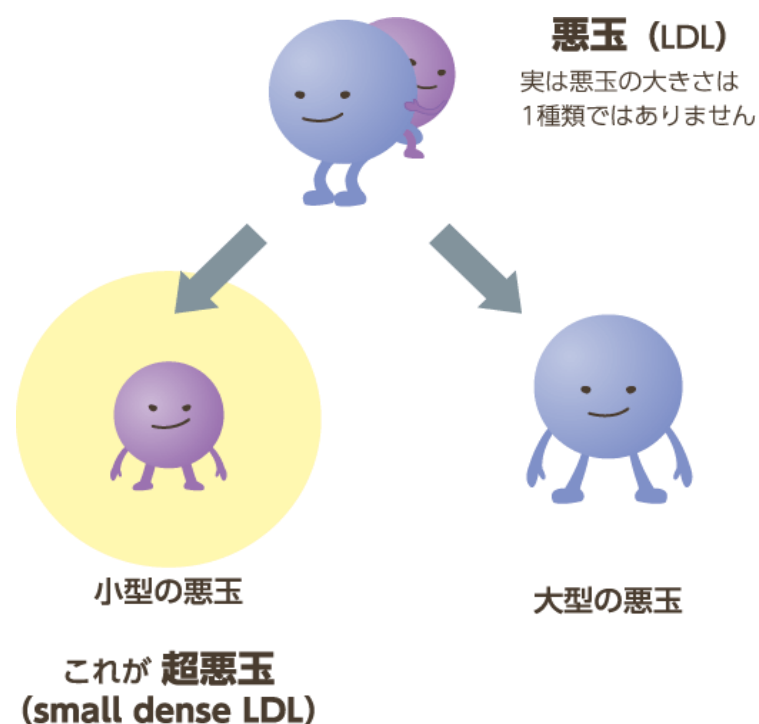 悪玉（LDL）
実は悪玉の大きさは
1種類ではありません
小型の悪玉
大型の悪玉
これが 超悪玉
（small dense LDL）